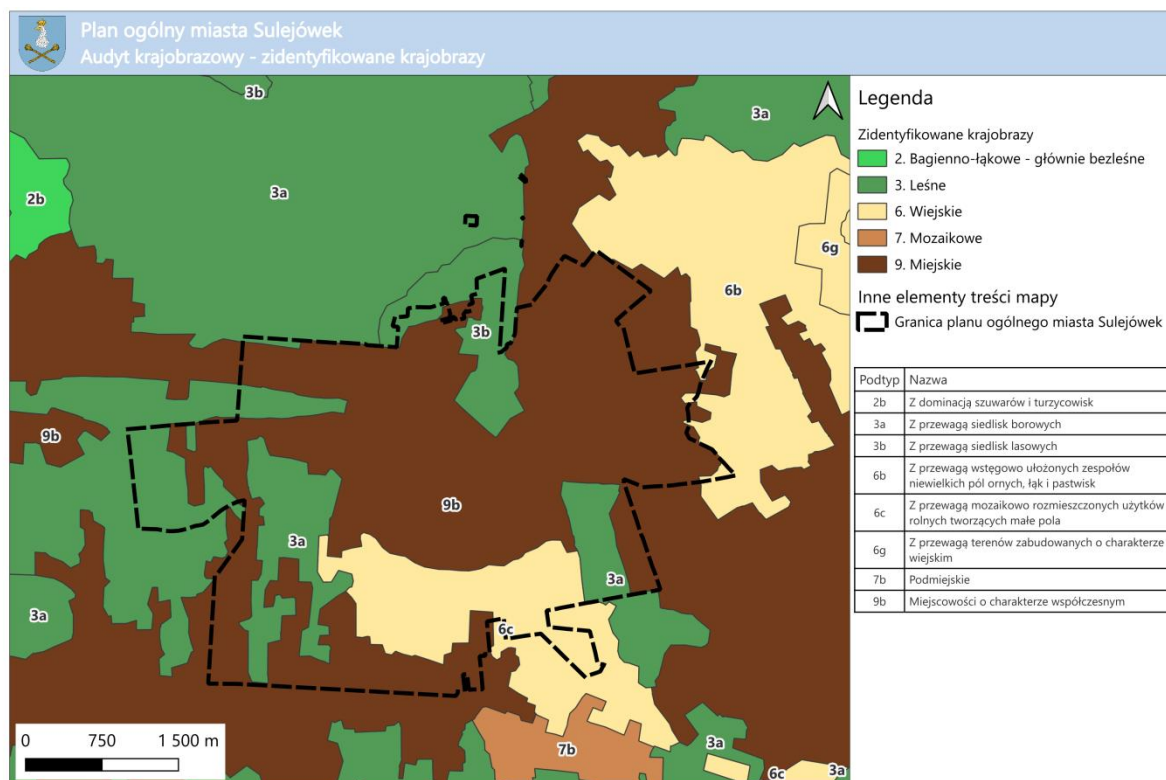 Plan ogólny miasta Sulejówek
Audyt krajobrazowy - zidentyfikowane krajobrazy
3b
3a
3a
2b
6g
6b
3b
9b
9b
3a
3a
3a
6c
7b
3a
6c
3a
0 750 1 500 m
Legenda
Zidentyfikowane krajobrazy
2. Bagienno-łąkowe - głównie bezleśne
3. Leśne
6. Wiejskie
7. Mozaikowe
9. Miejskie
Inne elementy treści mapy
Granica planu ogólnego miasta Sulejówek
Podtyp Nazwa
2b Z dominacją szuwarów i turzycowisk
3a Z przewagą siedlisk borowych
3b Z przewagą siedlisk lasowych
6b Z przewagą wstęgowo ułożonych zespołów
niewielkich pól ornych, łąk i pastwisk
6c Z przewagą mozaikowo rozmieszczonych użytków
rolnych tworzących małe pola
6g Z przewagą terenów zabudowanych o charakterze
wiejskim
7b Podmiejskie
9b Miejscowości o charakterze współczesnym